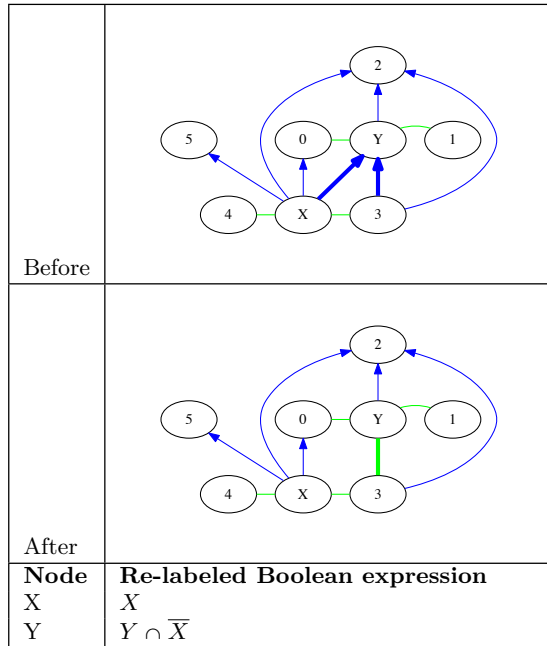 2
5
0
Y
1
4
X
3
Before
2
5
0
Y
1
4
X
3
After
Node Re-labeled Boolean expression
X X
Y Y ∩ X̅